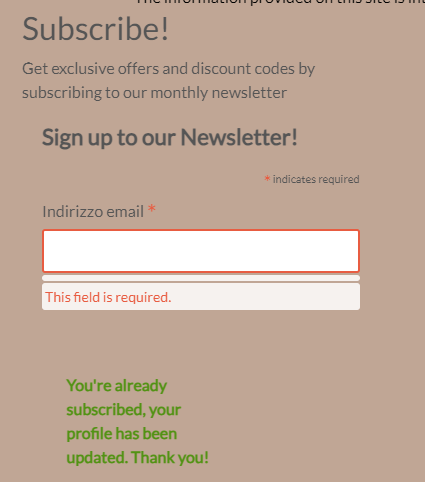 The information provided on this site is int
Subscribe!
Get exclusive offers and discount codes by
subscribing to our monthly newsletter
Sign up to our Newsletter!
* indicates required
Indirizzo email *
This field is required.
You're already
subscribed, your
profile has been
updated. Thank you!